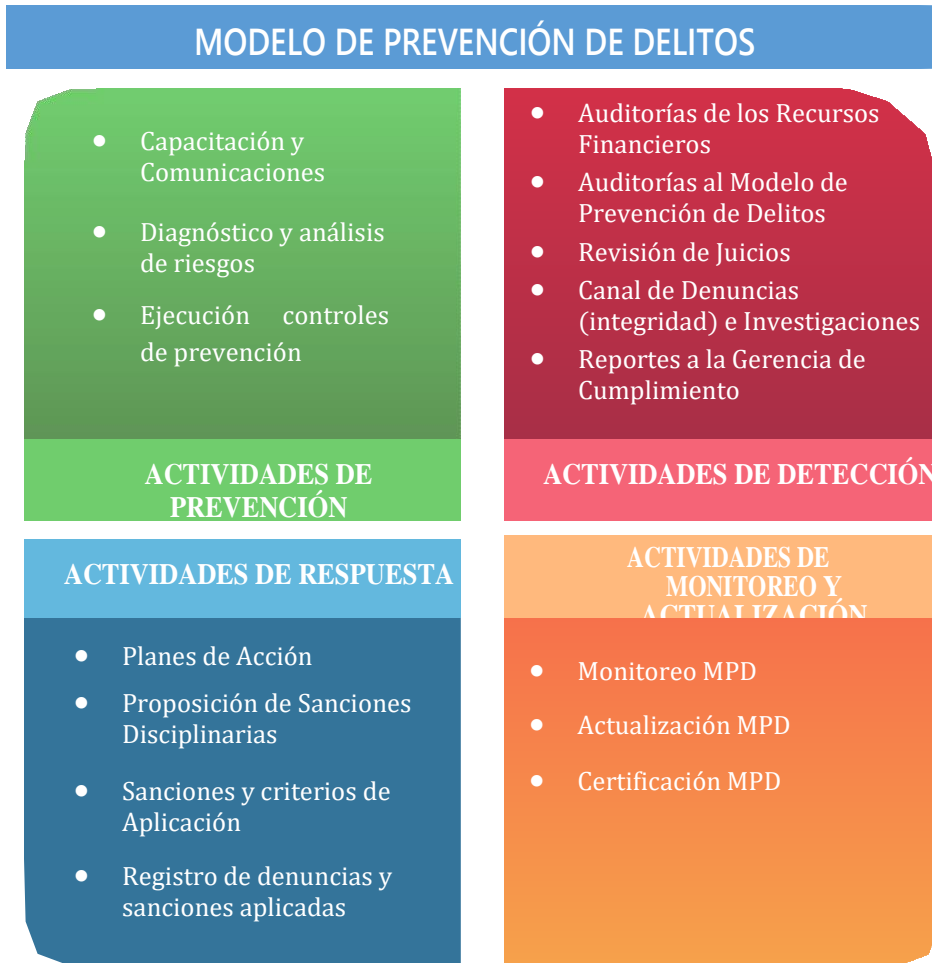 MODELO DE PREVENCIÓN DE DELITOS
• Capacitación y
Comunicaciones
• Diagnóstico y análisis
de riesgos
• Ejecución controles
de prevención
ACTIVIDADES DE
PREVENCIÓN
• Auditorías de los Recursos
Financieros
• Auditorías al Modelo de
Prevención de Delitos
• Revisión de Juicios
• Canal de Denuncias
(integridad) e Investigaciones
• Reportes a la Gerencia de
Cumplimiento
ACTIVIDADES DE DETECCIÓN
ACTIVIDADES DE RESPUESTA
• Planes de Acción
• Proposición de Sanciones
Disciplinarias
• Sanciones y criterios de
Aplicación
• Registro de denuncias y
sanciones aplicadas
ACTIVIDADES DE
MONITOREO Y
ACTUALIZACIÓN
• Monitoreo MPD
• Actualización MPD
• Certificación MPD